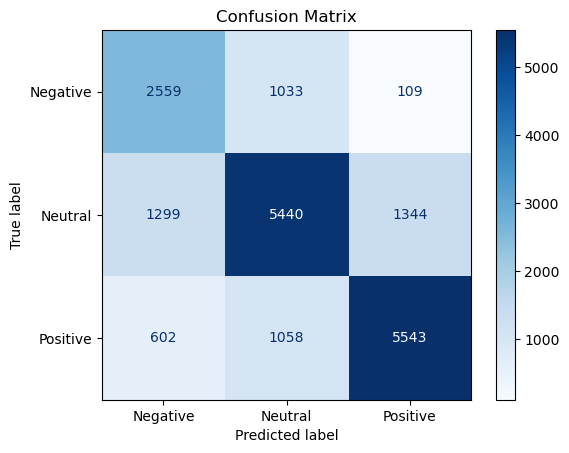 Confusion Matrix
Negative 2559 1033 109
Neutral 1299 5440 1344
Positive 602 1058 5543
Negative Neutral Positive
Predicted label
True label
5000
4000
3000
2000
1000